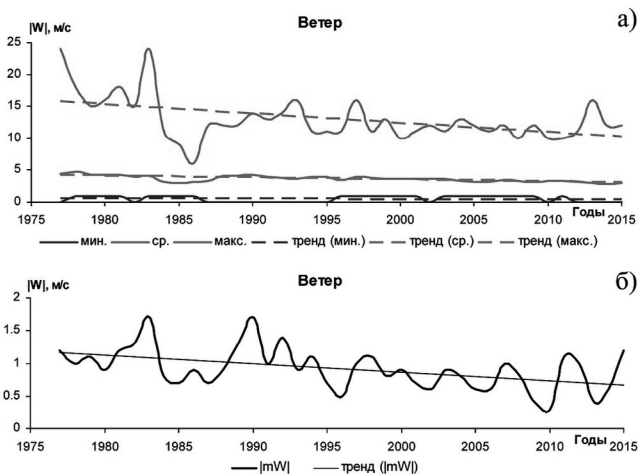 Ветер
а)
|W|, м/с
25
20
15
10
5
0
1975 1980 1985 1990 1995 2000 2005 2010 2015
Годы
мин. ср. макс. тренд (мин.) тренд (ср.) тренд (макс.)
Ветер
б)
|W|, м/с
2
1.5
1
0.5
0
1975 1980 1985 1990 1995 2000 2005 2010 2015
Годы
|mW| тренд (|mW|)